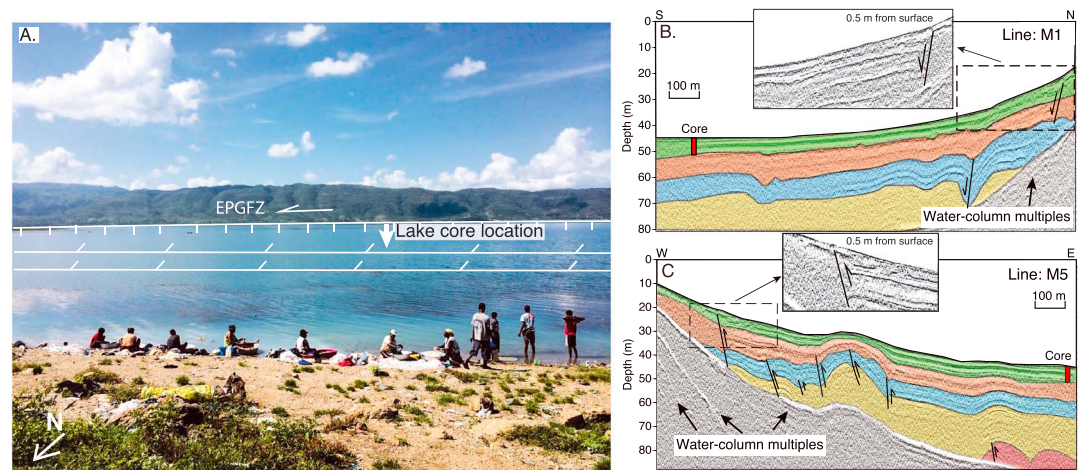 A.
EPGFZ
Lake core location
N
S
N
B.
Line: M1
0.5 m from surface
100 m
Core
Depth (m)
0
10
20
30
40
50
60
70
80
Water-column multiples
W
E
C
Line: M5
0.5 m from surface
100 m
Core
Depth (m)
0
10
20
30
40
50
60
70
80
Water-column multiples